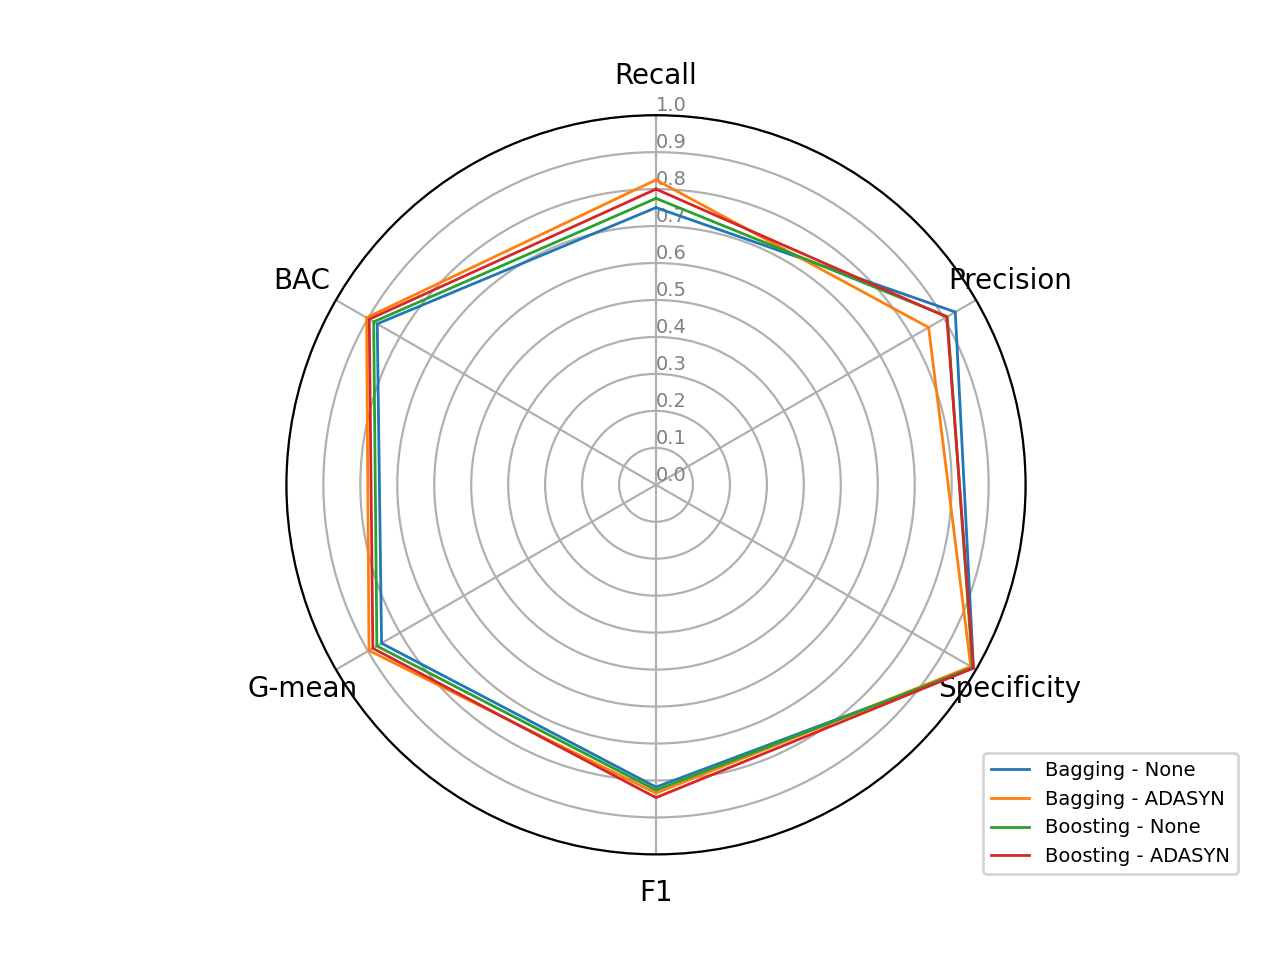 Recall
1.0
0.9
0.8
0.7
0.6
0.5
0.4
0.3
0.2
0.1
0.0
BAC
Precision
G-mean
Specificity
F1
Bagging - None
Bagging - ADASYN
Boosting - None
Boosting - ADASYN